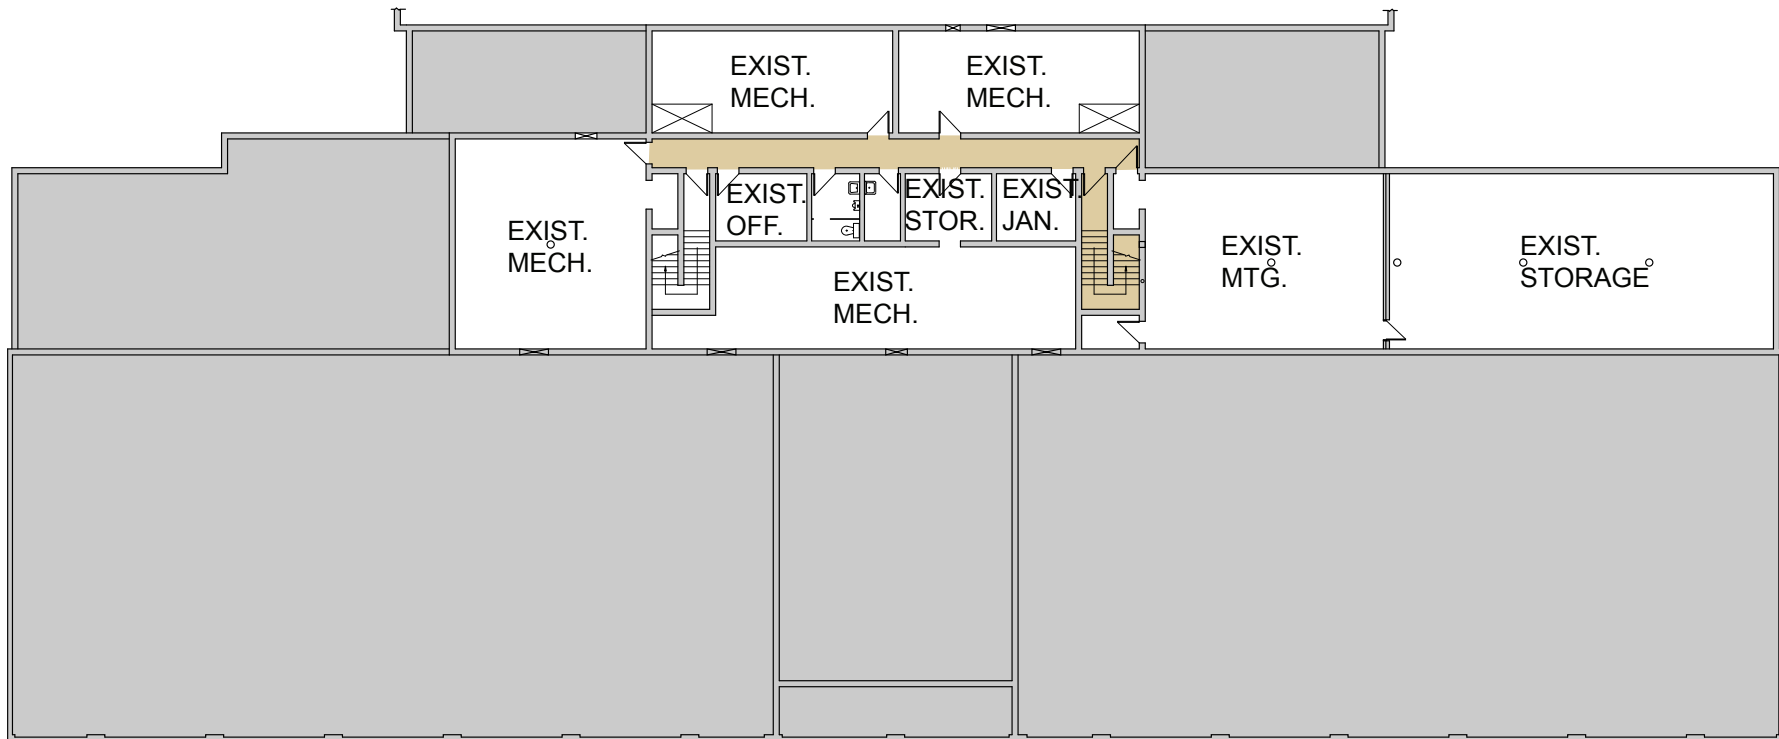 EXIST.
MECH.
EXIST.
MECH.
EXIST.
MECH.
EXIST.
OFF.
EXIST.
STOR.
EXIST.
JAN.
EXIST.
MECH.
EXIST.
MTG.
EXIST.
STORAGE